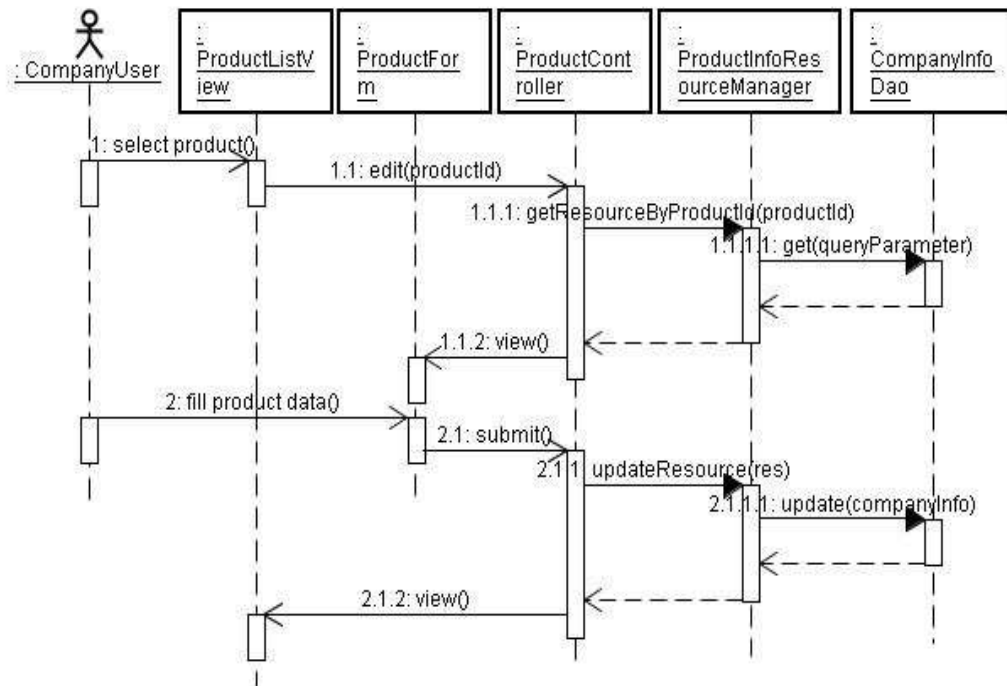 : CompanyUser
:
ProductListV
iew
:
ProductFor
m
:
ProductCont
roller
:
ProductInfoRes
ourceManager
:
CompanyInfo
Dao
1: select product()
1.1: edit(productId)
1.1.1: getResourceByProductId(productId)
1.1.1.1: get(queryParameter)
1.1.2: view()
2: fill product data()
2.1: submit()
2.1.1: updateResource(res)
2.1.1.1: update(companyInfo)
2.1.2: view()